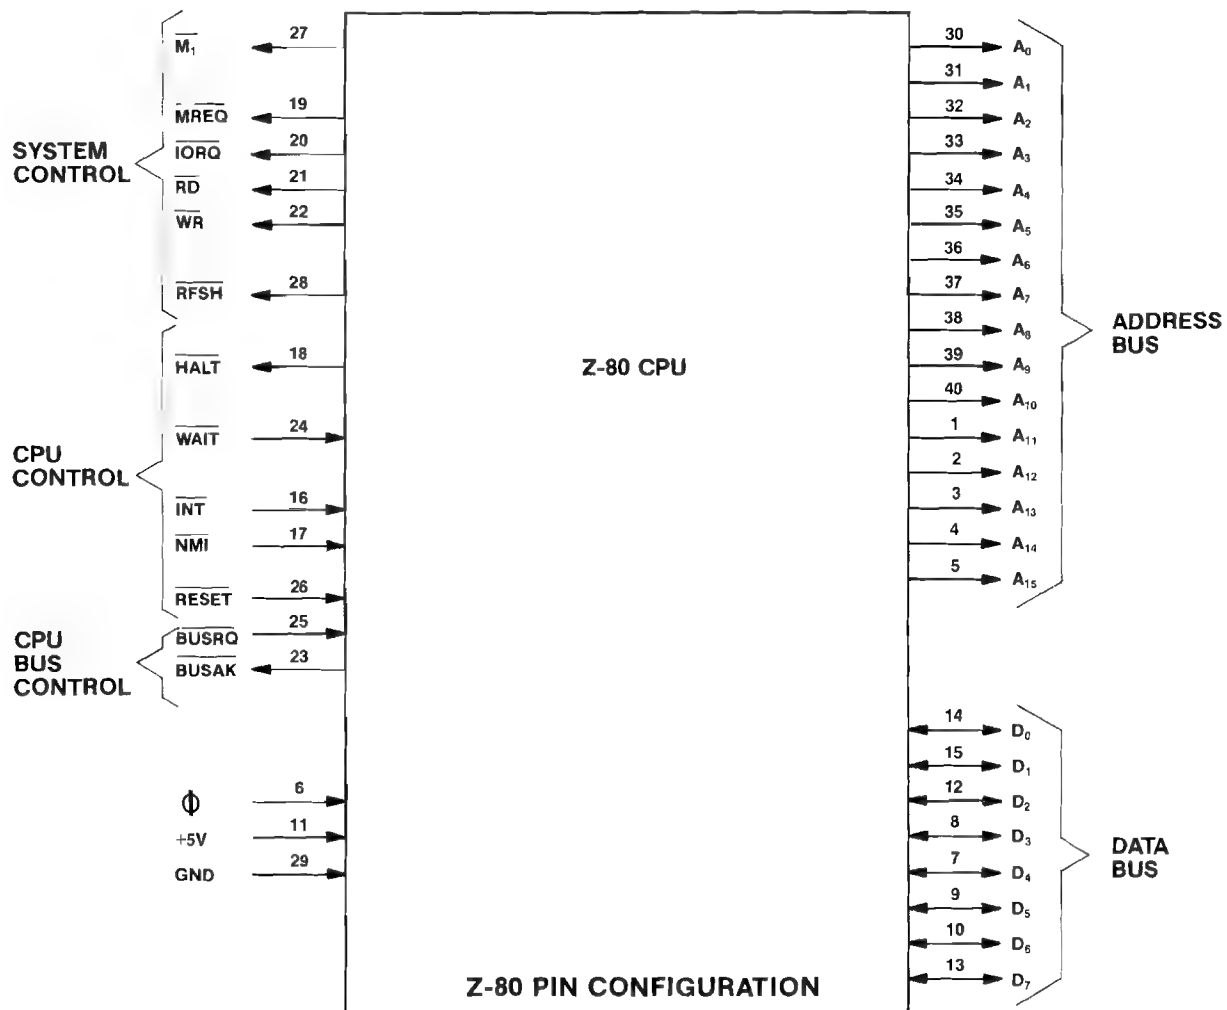 SYSTEM
CONTROL
M₁ 27
MREQ 19
IORQ 20
RD 21
WR 22
RFSH 28
CPU
CONTROL
HALT 18
WAIT 24
INT 16
NMI 17
RESET 26
CPU
BUS
CONTROL
BUSRQ 25
BUSAK 23
Φ 6
+5V 11
GND 29
Z-80 CPU
30 A₀
31 A₁
32 A₂
33 A₃
34 A₄
35 A₅
36 A₆
37 A₇
38 A₈
39 A₉
40 A₁₀
1 A₁₁
2 A₁₂
3 A₁₃
4 A₁₄
5 A₁₅
ADDRESS
BUS
14 D₀
15 D₁
12 D₂
8 D₃
7 D₄
9 D₅
10 D₆
13 D₇
DATA
BUS
Z-80 PIN CONFIGURATION